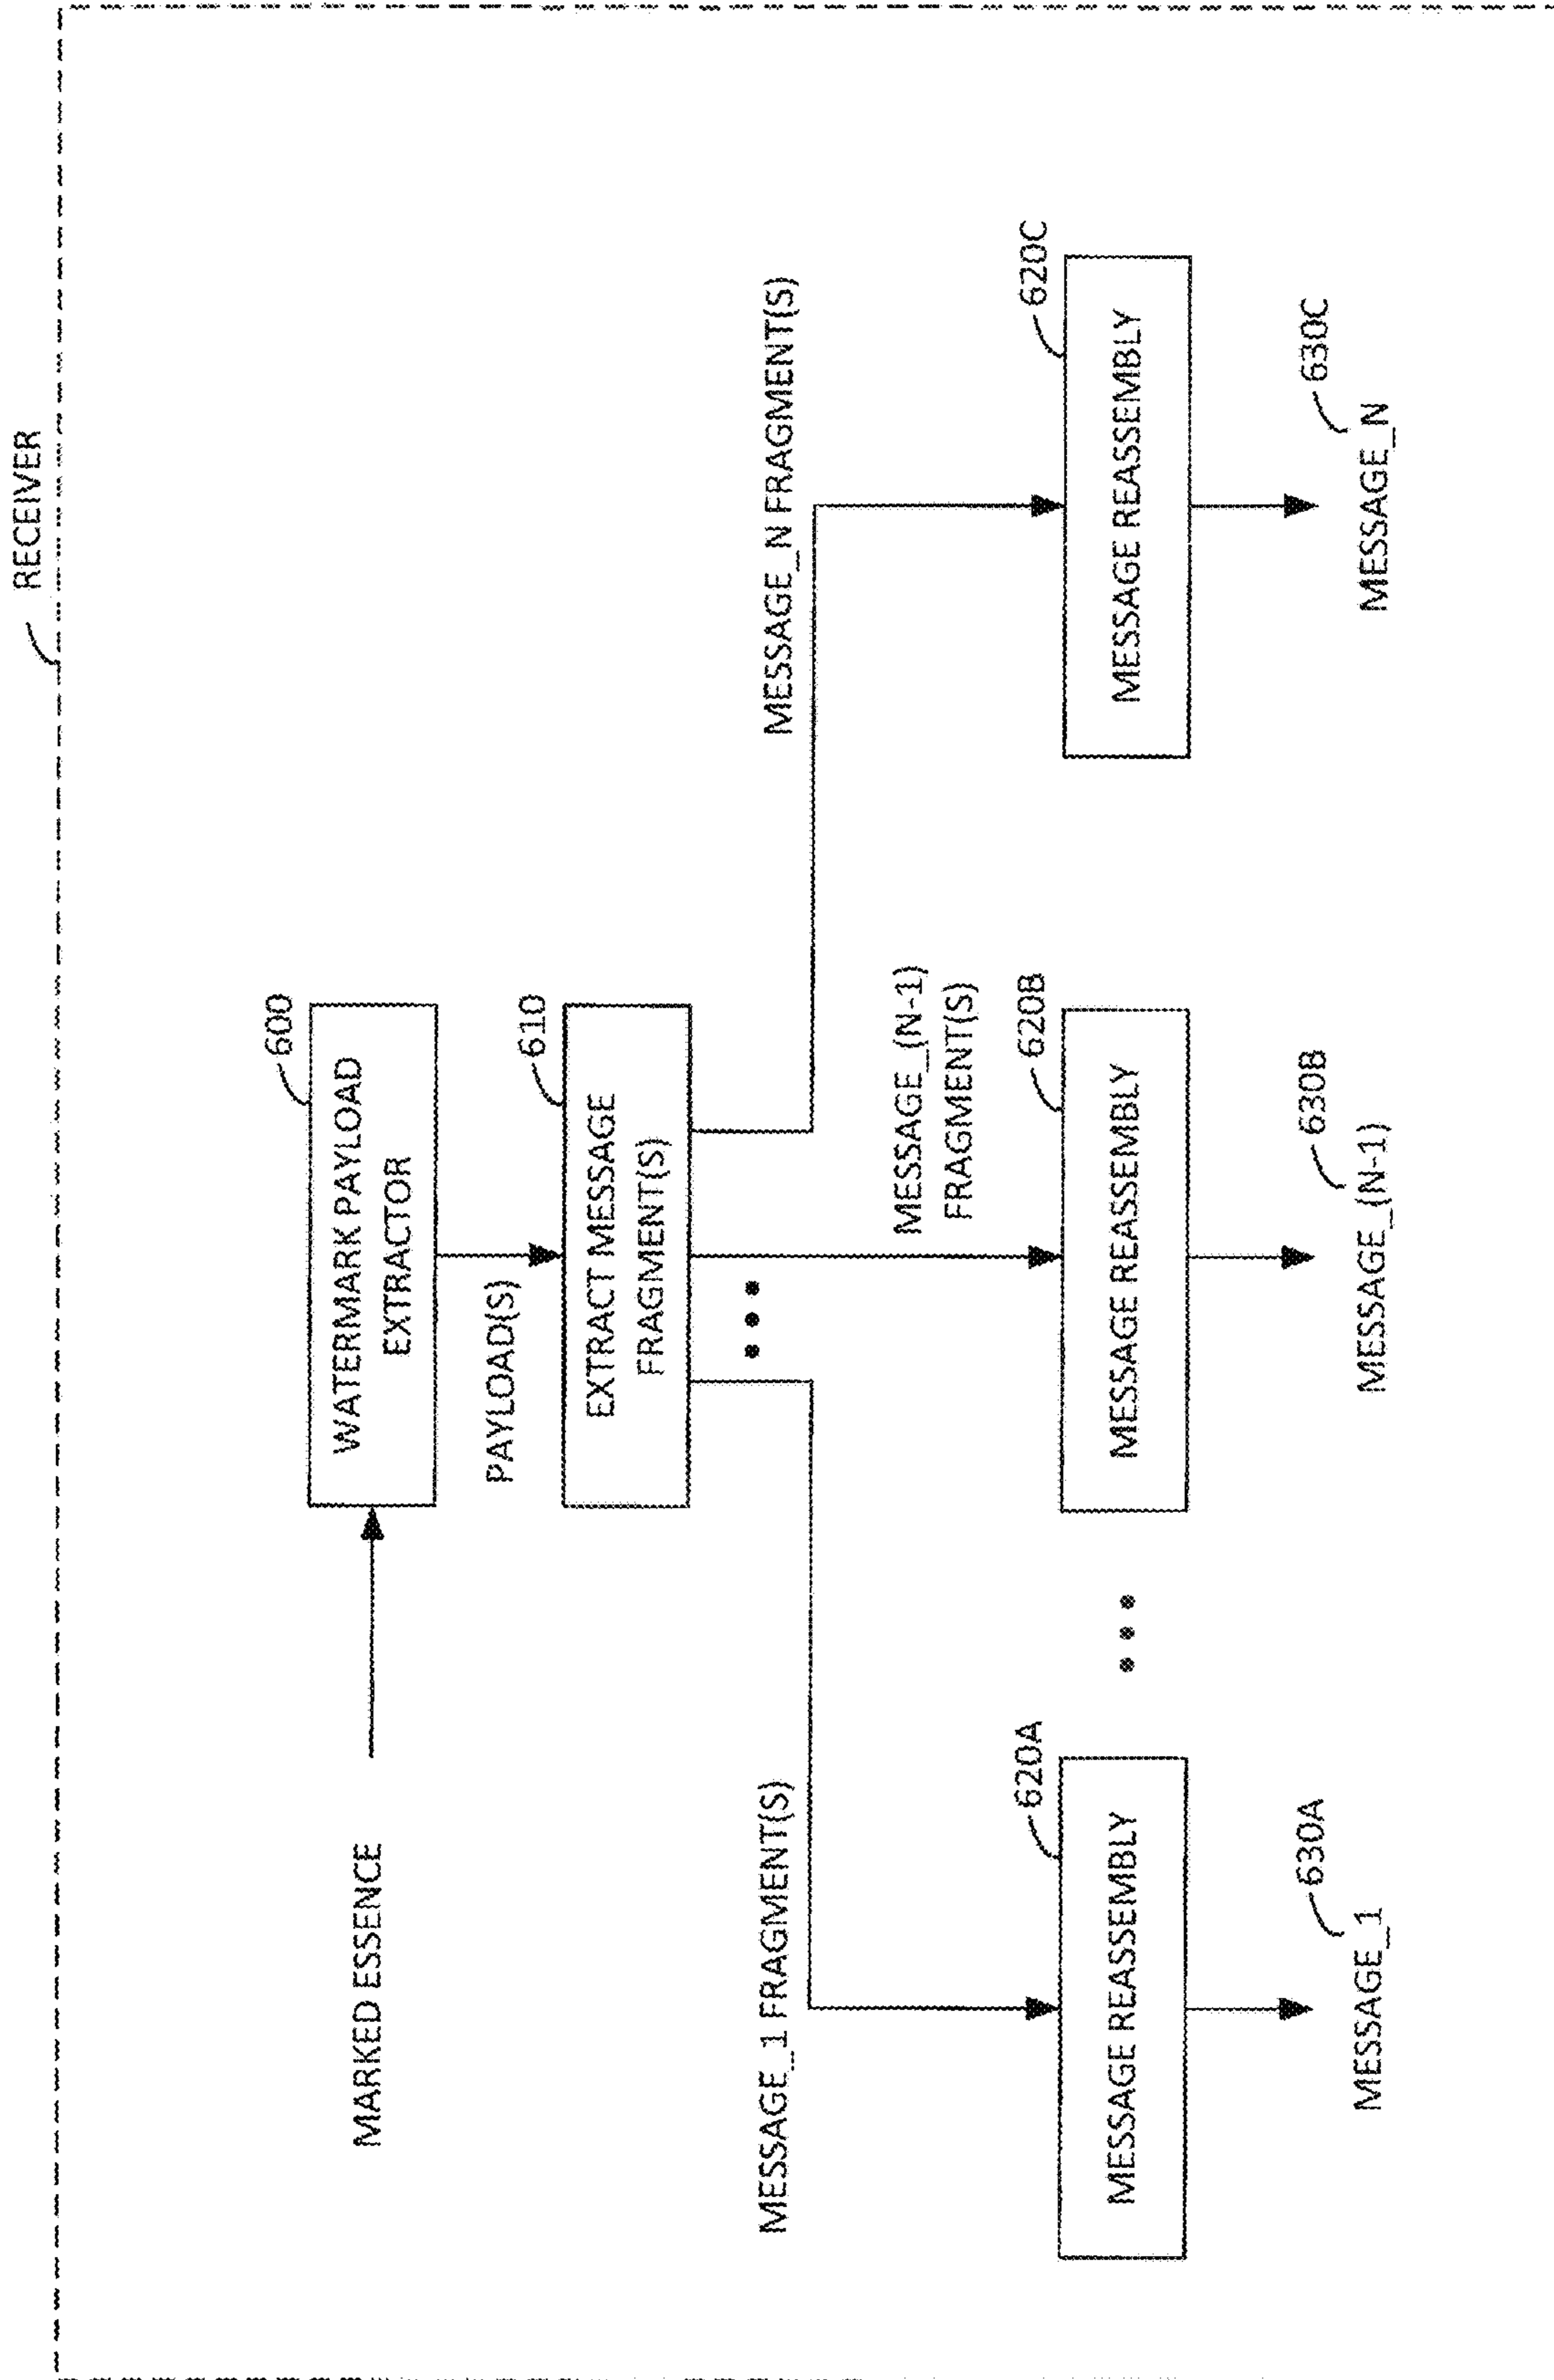 RECEIVER
600
MARKED ESSENCE
WATERMARK PAYLOAD
EXTRACTOR
PAYLOAD(S)
610
EXTRACT MESSAGE
FRAGMENT(S)
MESSAGE_1 FRAGMENT(S)
MESSAGE_(N-1)
FRAGMENT(S)
MESSAGE_N FRAGMENT(S)
620A
MESSAGE REASSEMBLY
620B
MESSAGE REASSEMBLY
620C
MESSAGE REASSEMBLY
630A
MESSAGE_1
630B
MESSAGE_(N-1)
630C
MESSAGE_N